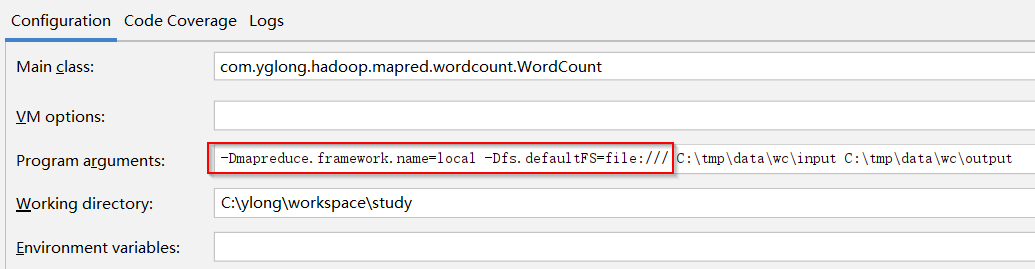 Configuration Code Coverage Logs
Main class: com.yglong.hadoop.mapred.wordcount.WordCount
VM options:
Program arguments: -Dmapreduce.framework.name=local -Dfs.defaultFS=file:/// C:\tmp\data\wc\input C:\tmp\data\wc\output
Working directory: C:\ylong\workspace\study
Environment variables: